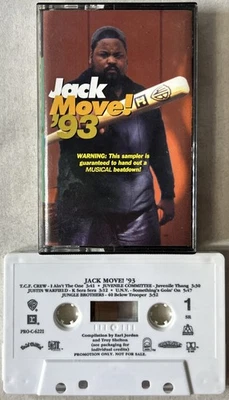 Jack
Move!
'93
WARNING: This sampler is
guaranteed to hand out a
MUSICAL beatdown!
JACK MOVE! '93
T.C.F. CREW - I Ain't The One 3:41 • JUVENILE COMMITTEE - Juvenile Thang 3:30
JUSTIN WARFIELD - K Sera Sera 3:32 • U.N.V. - Something's Goin' On 5:47
JUNGLE BROTHERS - 40 Below Trooper 3:52
PRO-C-6235
1
Compilation by Earl Jordan
and Troy Shelton
(see packaging for
individual credits)
PROMOTION ONLY. NOT FOR SALE.